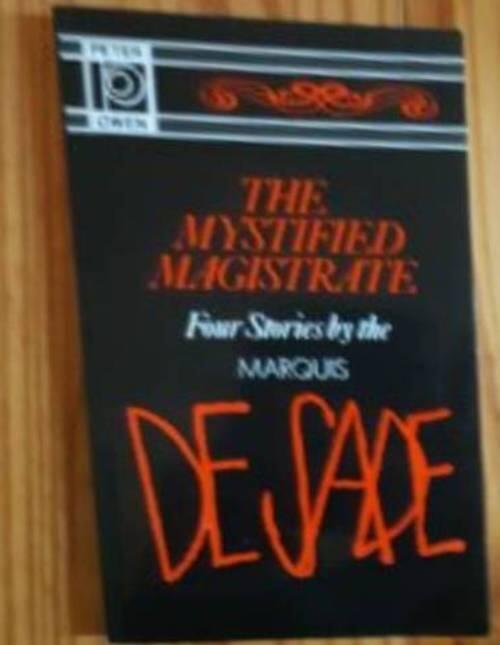 PETER
OWEN
THE
MYSTIFIED
MAGISTRATE
Four Stories by the
MARQUIS
DE SADE